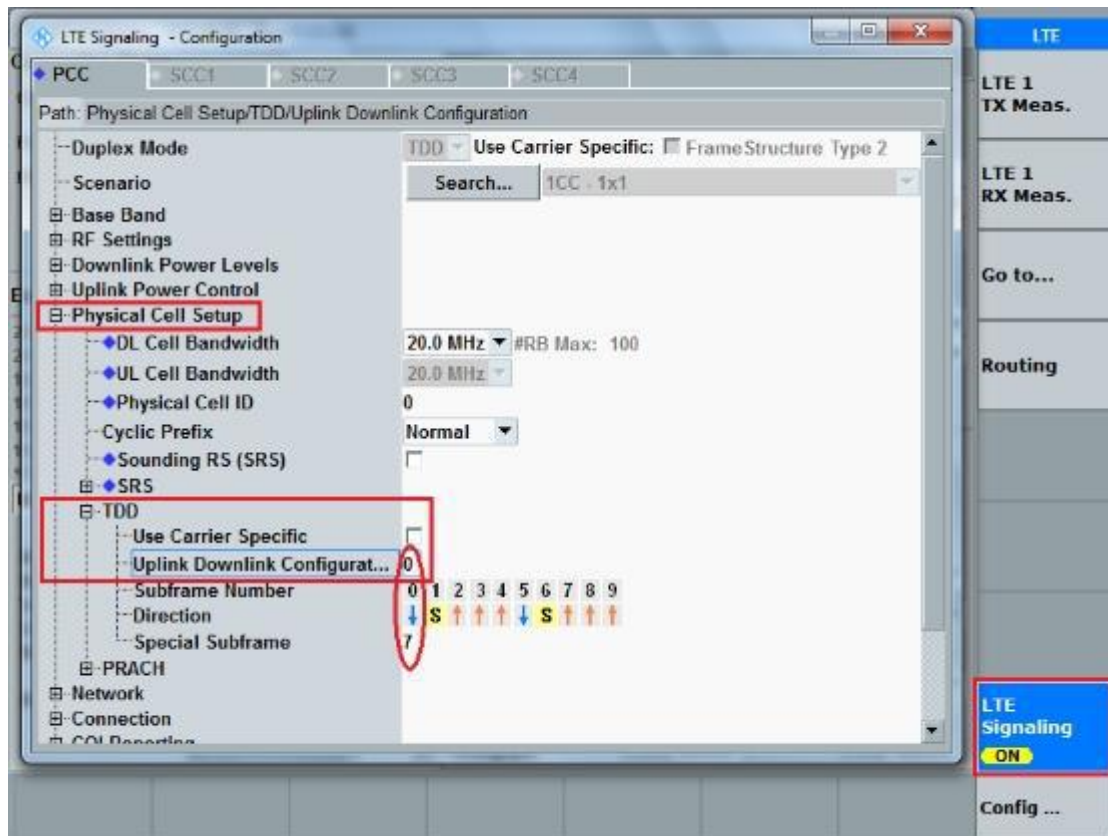 LTE Signaling - Configuration
PCC SCC1 SCC2 SCC3 SCC4
Path: Physical Cell Setup/TDD/Uplink Downlink Configuration
Duplex Mode TDD Use Carrier Specific: FrameStructure Type 2
Scenario Search... 1CC - 1x1
Base Band
RF Settings
Downlink Power Levels
Uplink Power Control
Physical Cell Setup
DL Cell Bandwidth 20.0 MHz #RB Max: 100
UL Cell Bandwidth 20.0 MHz
Physical Cell ID 0
Cyclic Prefix Normal
Sounding RS (SRS)
SRS
TDD
Use Carrier Specific
Uplink Downlink Configurat... 0
Subframe Number 0 1 2 3 4 5 6 7 8 9
Direction ↓ S ↑ ↑ ↑ ↓ S ↑ ↑ ↑
Special Subframe 7
PRACH
Network
Connection
CQI Reporting
LTE
LTE 1
TX Meas.
LTE 1
RX Meas.
Go to...
Routing
LTE
Signaling
ON
Config ...